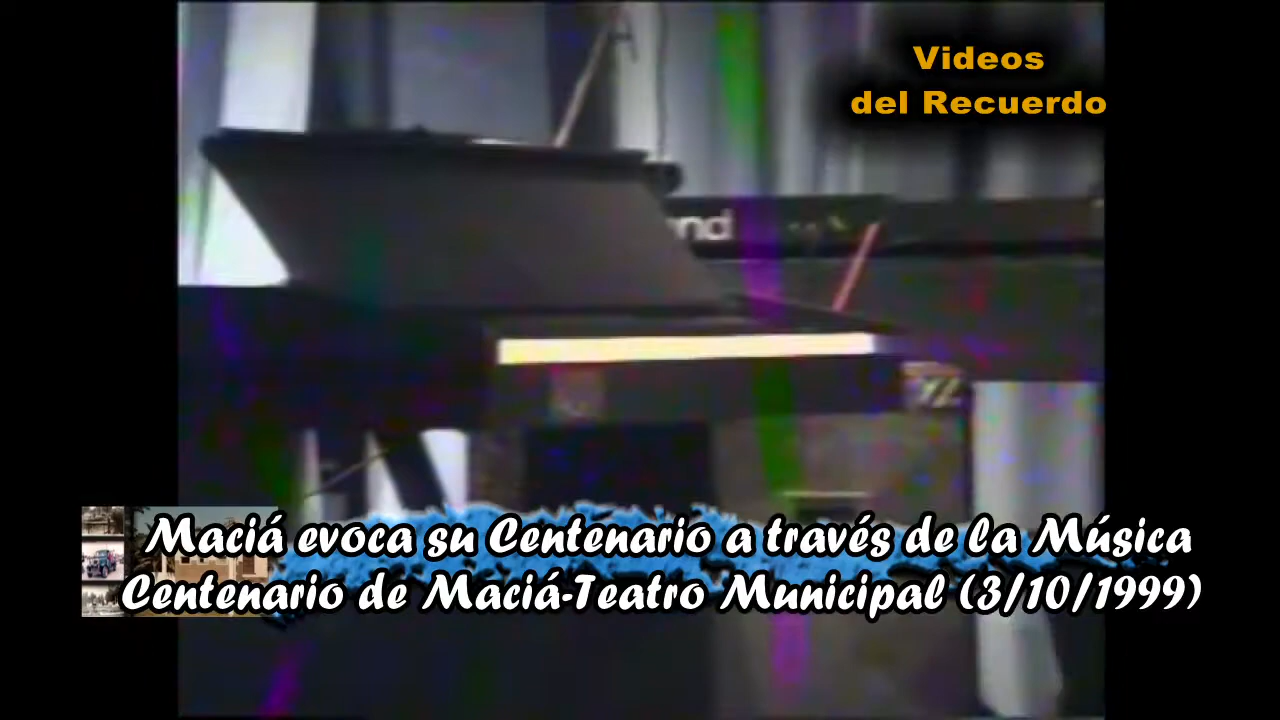 Videos
del Recuerdo
nd
Maciá evoca su Centenario a través de la Música
Centenario de Maciá-Teatro Municipal (3/10/1999)